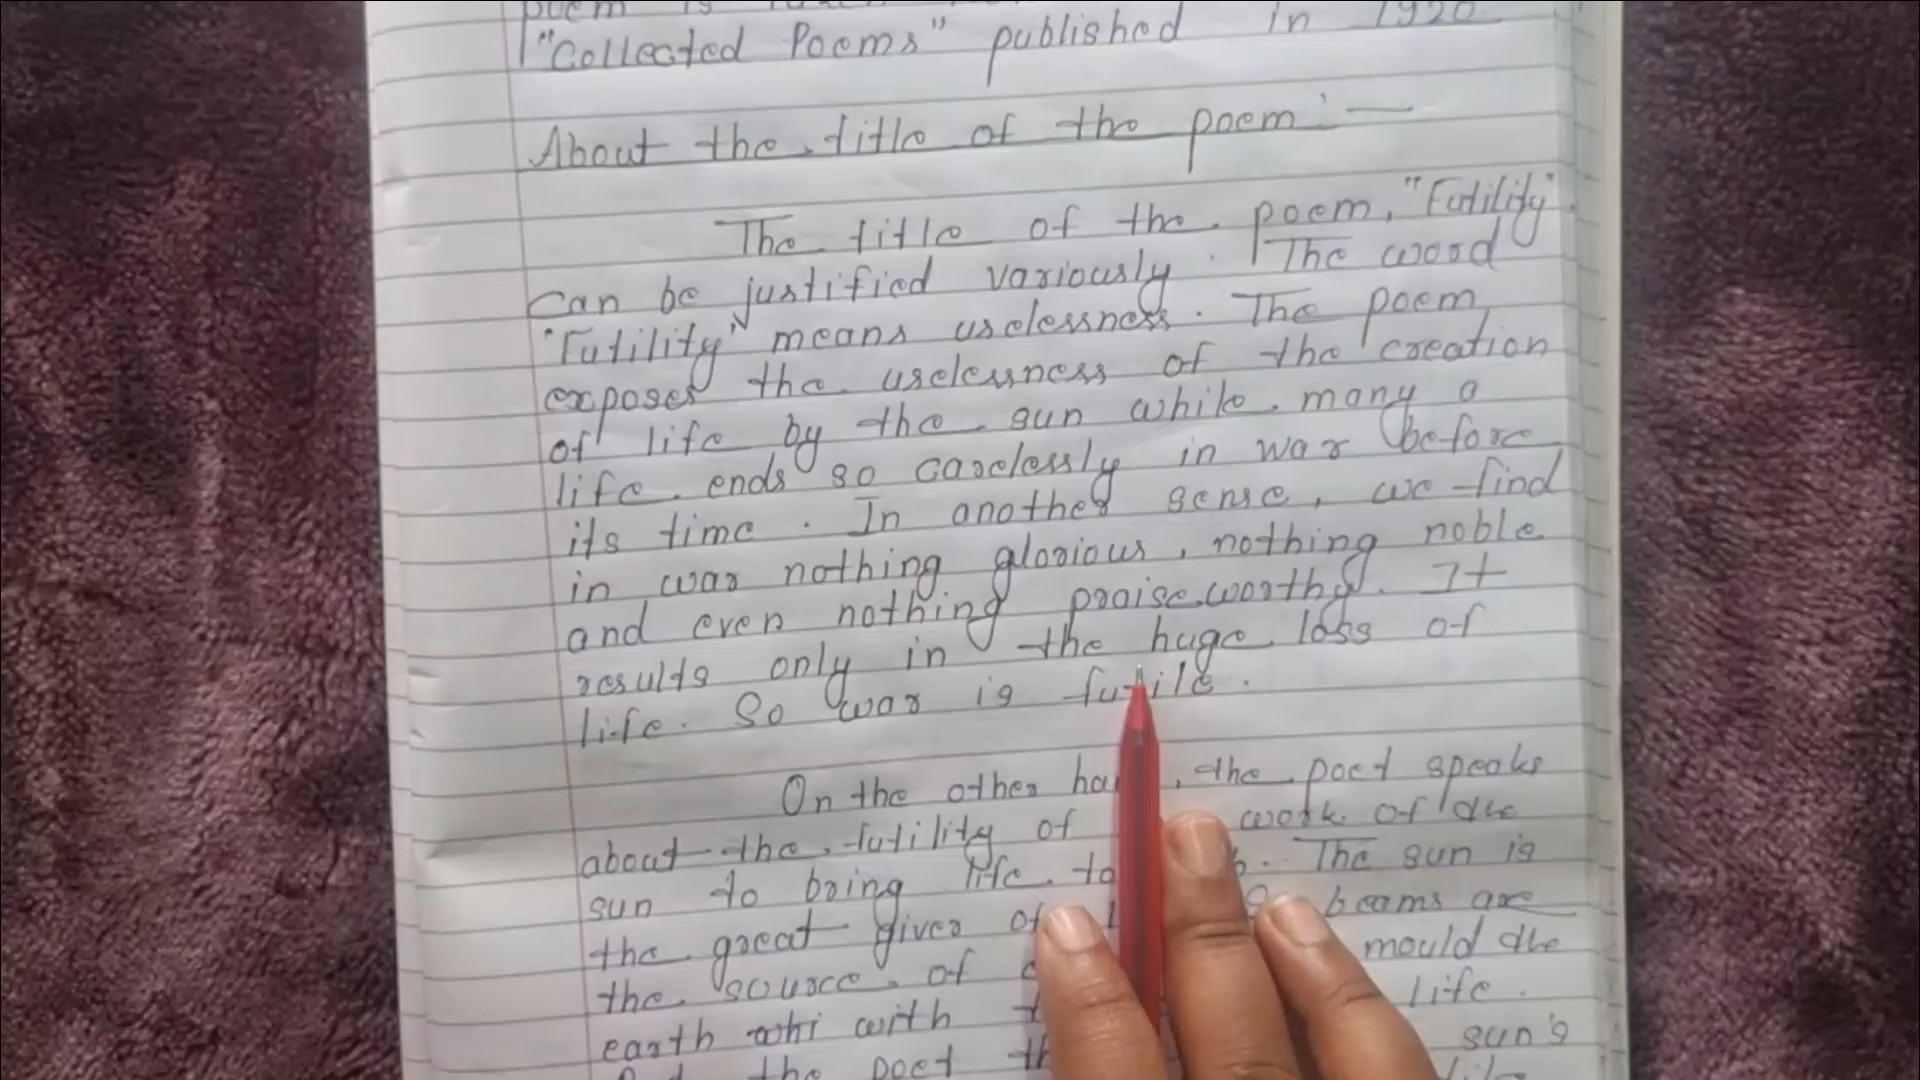 poem is
"Collected Poems" published in 1920
About the title of the poem :—
The title of the poem, "Futility"
can be justified variously. The word
"Futility" means uselessness. The poem
exposes the uselessness of the creation
of life by the sun while many a
life ends so carelessly in war before
its time. In another sense, we find
in war nothing glorious, nothing noble
and even nothing praiseworthy. It
results only in the huge loss of
life. So war is futile.
On the other , the poet speaks
about the futility of work of the
sun to bring life to The sun is
the great giver of beams are
the source of mould the
earth whi with life.
the poet sun's